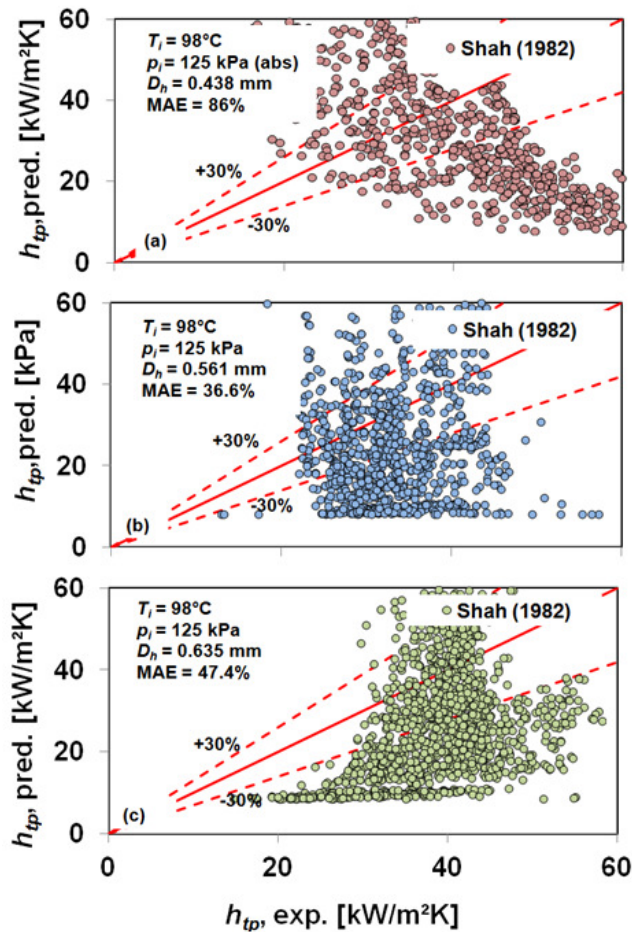 60
40
20
0
h_tp, pred. [kW/m²K]
T_i = 98°C
p_i = 125 kPa (abs)
D_h = 0.438 mm
MAE = 86%
Shah (1982)
+30%
-30%
(a)
60
40
20
0
h_tp, pred. [kPa]
T_i = 98°C
p_i = 125 kPa
D_h = 0.561 mm
MAE = 36.6%
Shah (1982)
+30%
-30%
(b)
60
40
20
0
h_tp, pred. [kW/m²K]
T_i = 98°C
p_i = 125 kPa
D_h = 0.635 mm
MAE = 47.4%
Shah (1982)
+30%
-30%
(c)
20 40 60
h_tp, exp. [kW/m²K]